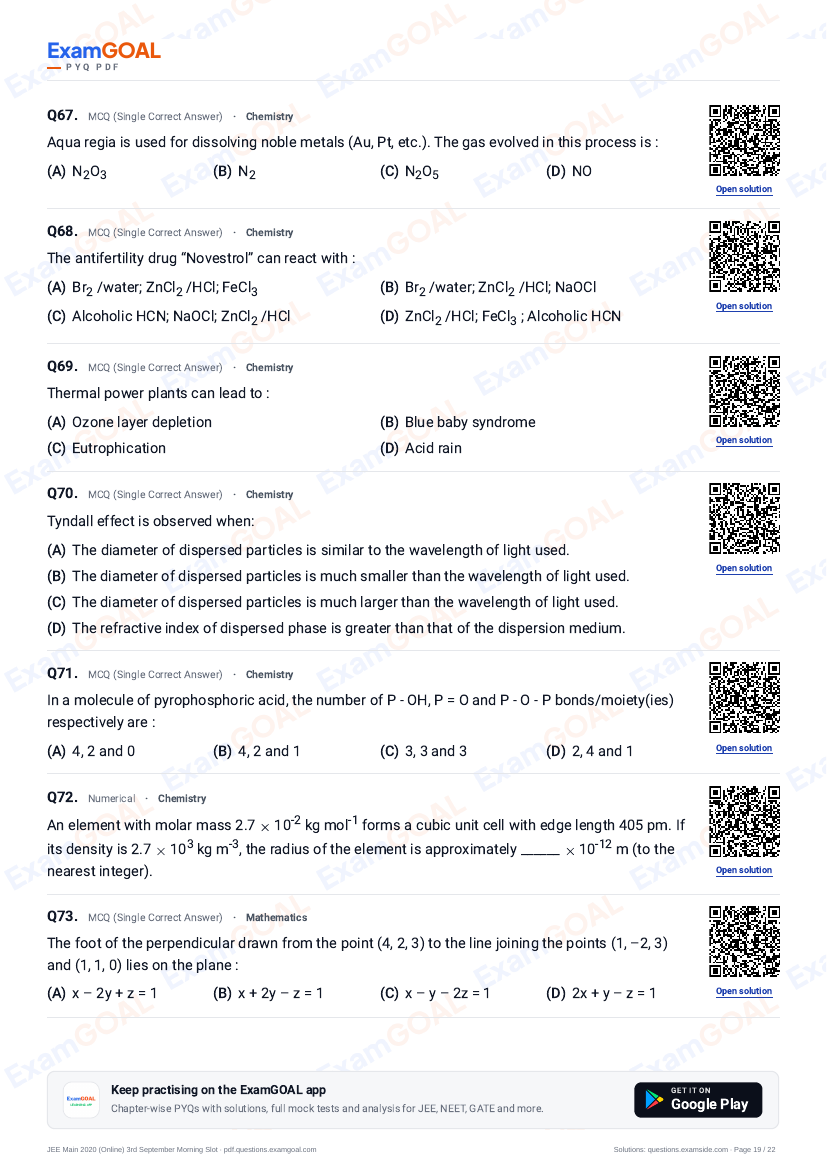 ExamGOAL
PYQ PDF
Q67. MCQ (Single Correct Answer) · Chemistry
Aqua regia is used for dissolving noble metals (Au, Pt, etc.). The gas evolved in this process is :
(A) N₂O₃ (B) N₂ (C) N₂O₅ (D) NO
Open solution
Q68. MCQ (Single Correct Answer) · Chemistry
The antifertility drug “Novestrol” can react with :
(A) Br₂ /water; ZnCl₂ /HCl; FeCl₃ (B) Br₂ /water; ZnCl₂ /HCl; NaOCl
Open solution
(C) Alcoholic HCN; NaOCl; ZnCl₂ /HCl (D) ZnCl₂ /HCl; FeCl₃ ; Alcoholic HCN
Q69. MCQ (Single Correct Answer) · Chemistry
Thermal power plants can lead to :
(A) Ozone layer depletion (B) Blue baby syndrome
Open solution
(C) Eutrophication (D) Acid rain
Q70. MCQ (Single Correct Answer) · Chemistry
Tyndall effect is observed when:
(A) The diameter of dispersed particles is similar to the wavelength of light used.
Open solution
(B) The diameter of dispersed particles is much smaller than the wavelength of light used.
(C) The diameter of dispersed particles is much larger than the wavelength of light used.
(D) The refractive index of dispersed phase is greater than that of the dispersion medium.
Q71. MCQ (Single Correct Answer) · Chemistry
In a molecule of pyrophosphoric acid, the number of P - OH, P = O and P - O - P bonds/moiety(ies)
respectively are :
(A) 4, 2 and 0 (B) 4, 2 and 1 (C) 3, 3 and 3 (D) 2, 4 and 1
Open solution
Q72. Numerical · Chemistry
An element with molar mass 2.7 × 10⁻² kg mol⁻¹ forms a cubic unit cell with edge length 405 pm. If
its density is 2.7 × 10³ kg m⁻³, the radius of the element is approximately ______ × 10⁻¹² m (to the
nearest integer).
Open solution
Q73. MCQ (Single Correct Answer) · Mathematics
The foot of the perpendicular drawn from the point (4, 2, 3) to the line joining the points (1, −2, 3)
and (1, 1, 0) lies on the plane :
(A) x − 2y + z = 1 (B) x + 2y − z = 1 (C) x − y − 2z = 1 (D) 2x + y − z = 1
Open solution
Keep practising on the ExamGOAL app
Chapter-wise PYQs with solutions, full mock tests and analysis for JEE, NEET, GATE and more.
ExamGOAL
GET IT ON
Google Play
JEE Main 2020 (Online) 3rd September Morning Slot · pdf.questions.examgoal.com
Solutions: questions.examside.com · Page 19 / 22